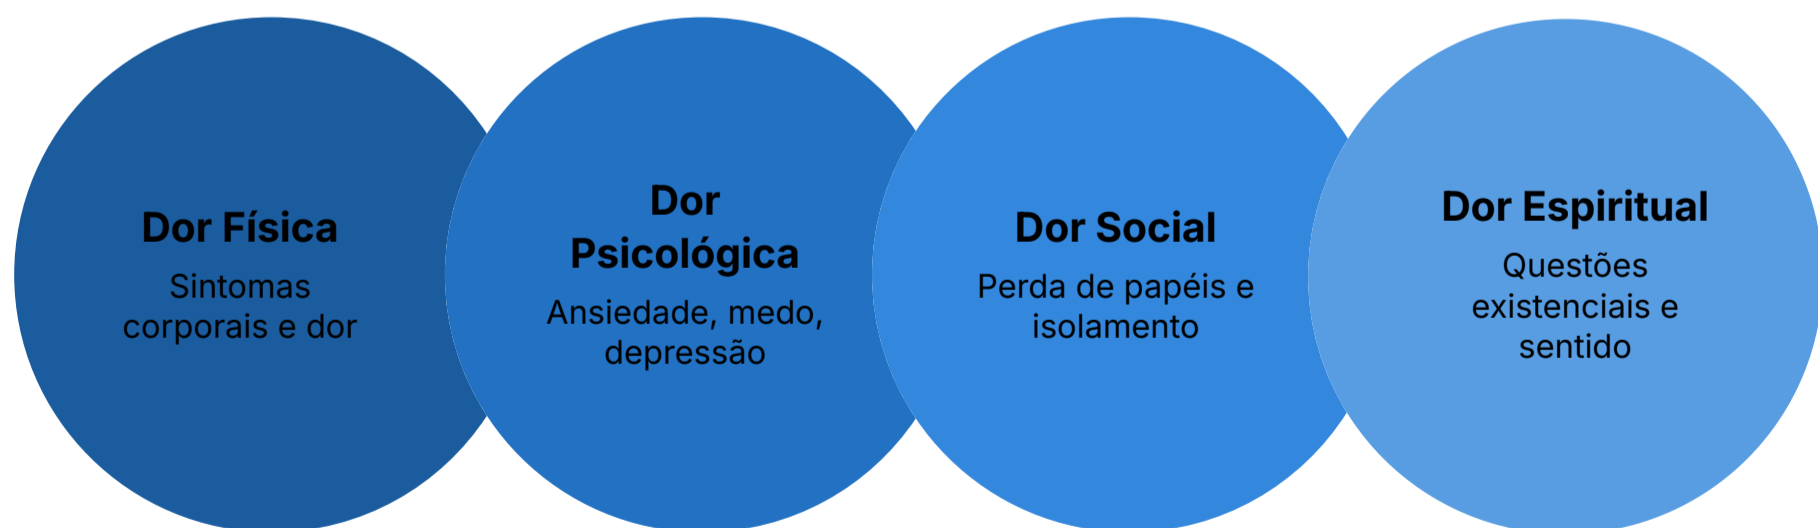 Dor Física
Sintomas
corporais e dor
Dor
Psicológica
Ansiedade, medo,
depressão
Dor Social
Perda de papéis e
isolamento
Dor Espiritual
Questões
existenciais e
sentido